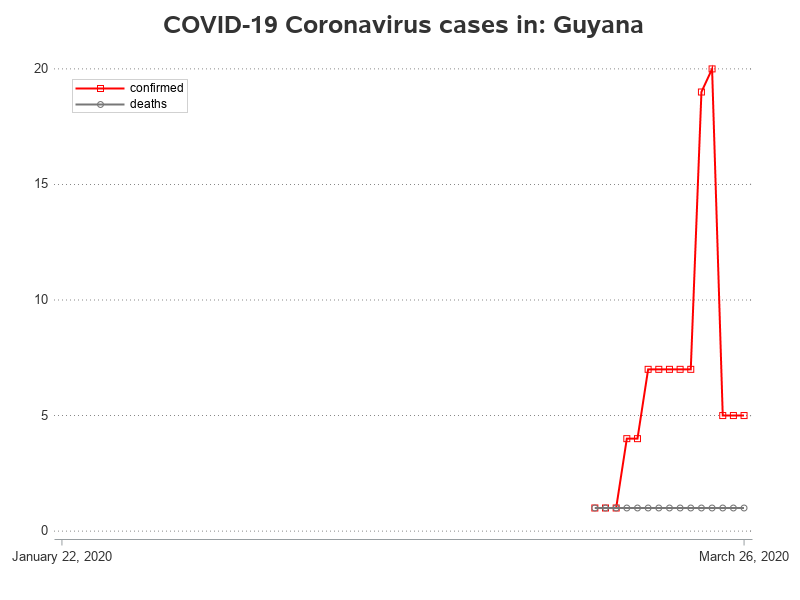 COVID-19 Coronavirus cases in: Guyana
20
confirmed
deaths
15
10
5
0
January 22, 2020
March 26, 2020